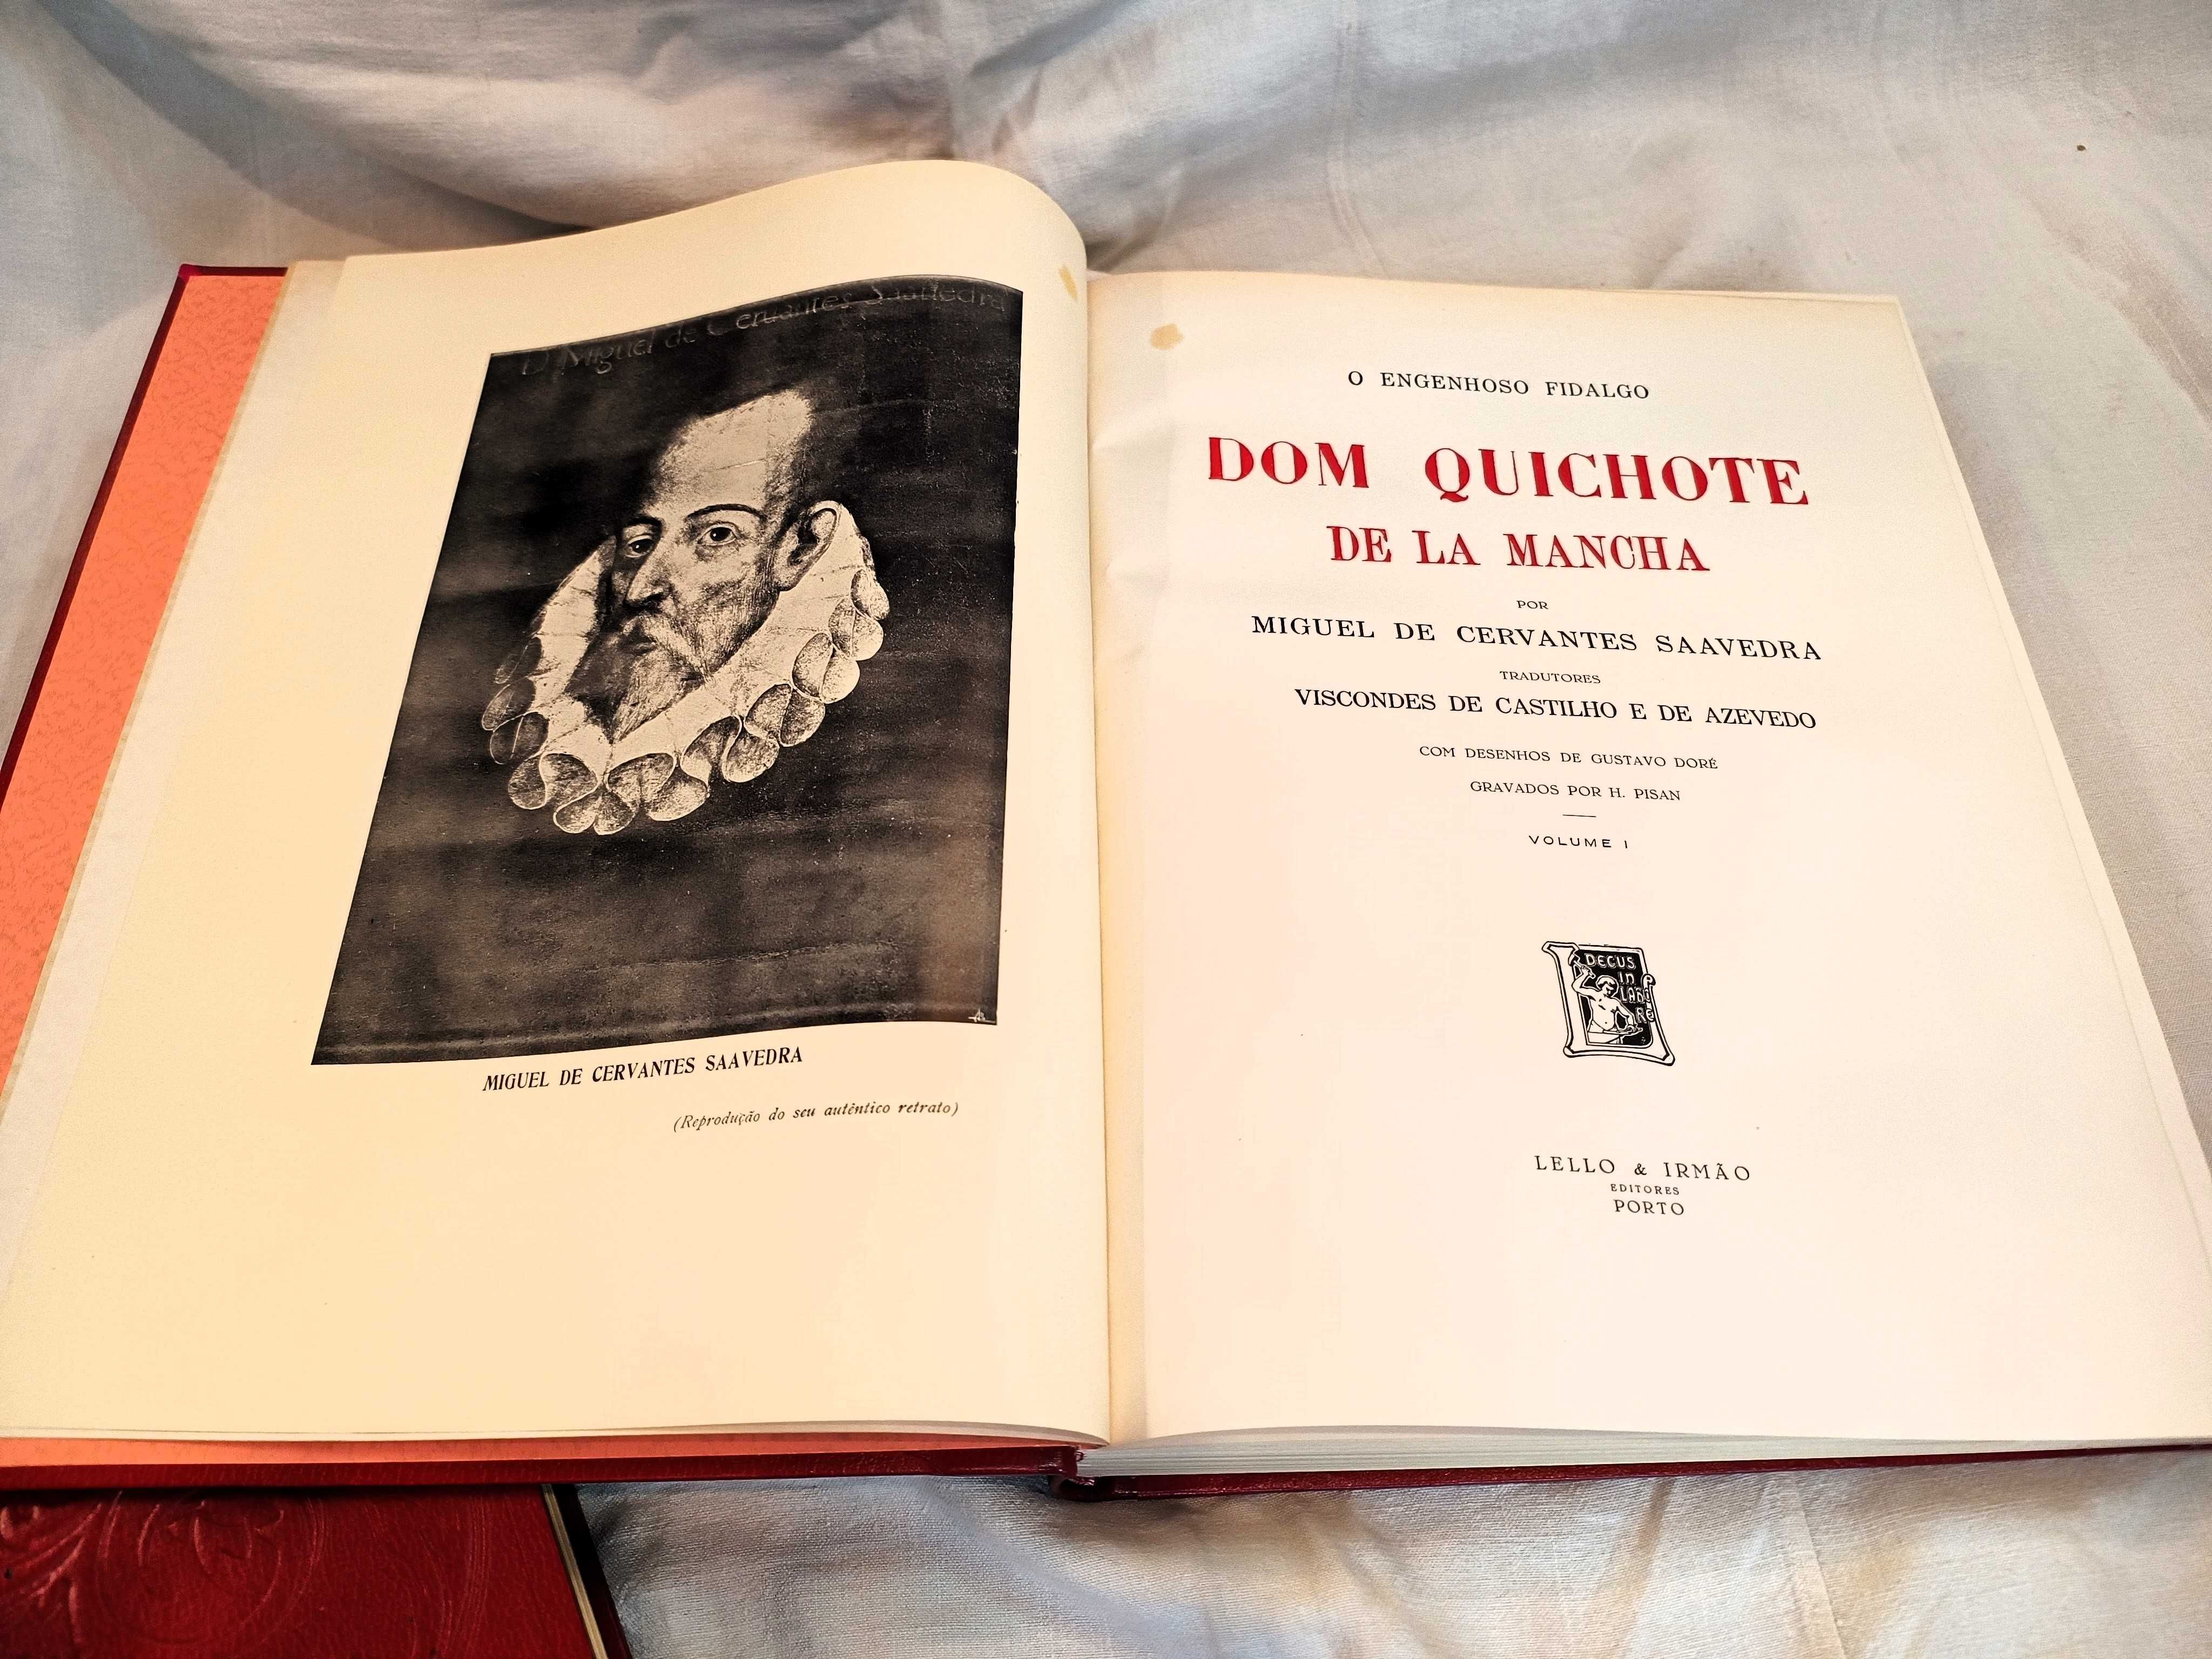 D. Miguel de Cervantes Saavedra
MIGUEL DE CERVANTES SAAVEDRA
(Reprodução do seu autêntico retrato)
O ENGENHOSO FIDALGO
DOM QUICHOTE
DE LA MANCHA
POR
MIGUEL DE CERVANTES SAAVEDRA
TRADUTORES
VISCONDES DE CASTILHO E DE AZEVEDO
COM DESENHOS DE GUSTAVO DORÉ
GRAVADOS POR H. PISAN
VOLUME I
DECUS
in
LABO
RE
LELLO & IRMÃO
EDITORES
PORTO